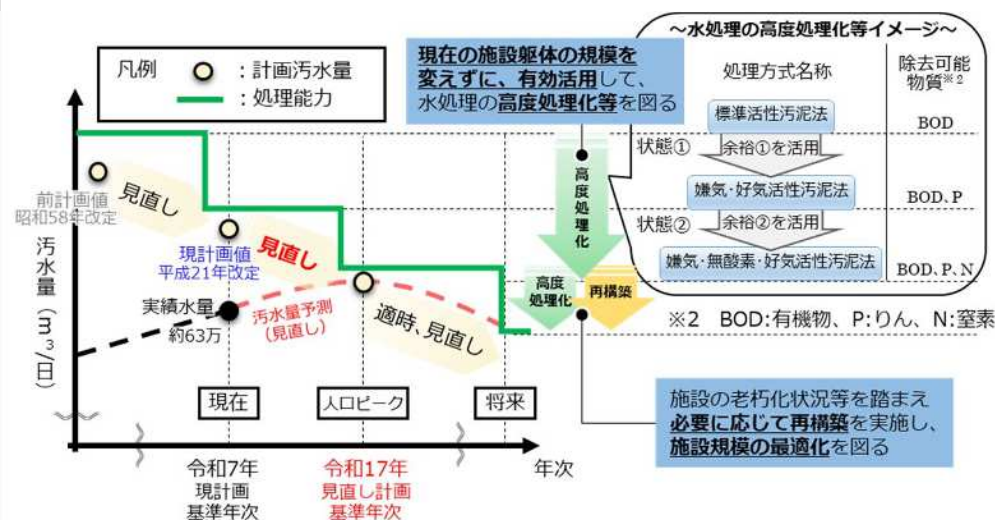 凡例
：計画汚水量
：処理能力
現在の施設躯体の規模を
変えずに、有効活用して、
水処理の高度処理化等を図る
～水処理の高度処理化等イメージ～
処理方式名称
除去可能
物質※2
標準活性汚泥法
BOD
状態①
余裕①を活用
嫌気・好気活性汚泥法
BOD、P
状態②
余裕②を活用
嫌気・無酸素・好気活性汚泥法
BOD、P、N
※2　BOD:有機物、P:りん、N:窒素
汚水量（m³/日）
前計画値
昭和58年改定
見直し
現計画値
平成21年改定
見直し
実績水量
約63万
汚水量予測
（見直し）
適時、見直し
高度処理化
高度
処理化
再構築
現在
人口ピーク
将来
年次
令和7年
現計画
基準年次
令和17年
見直し計画
基準年次
施設の老朽化状況等を踏まえ
必要に応じて再構築を実施し、
施設規模の最適化を図る